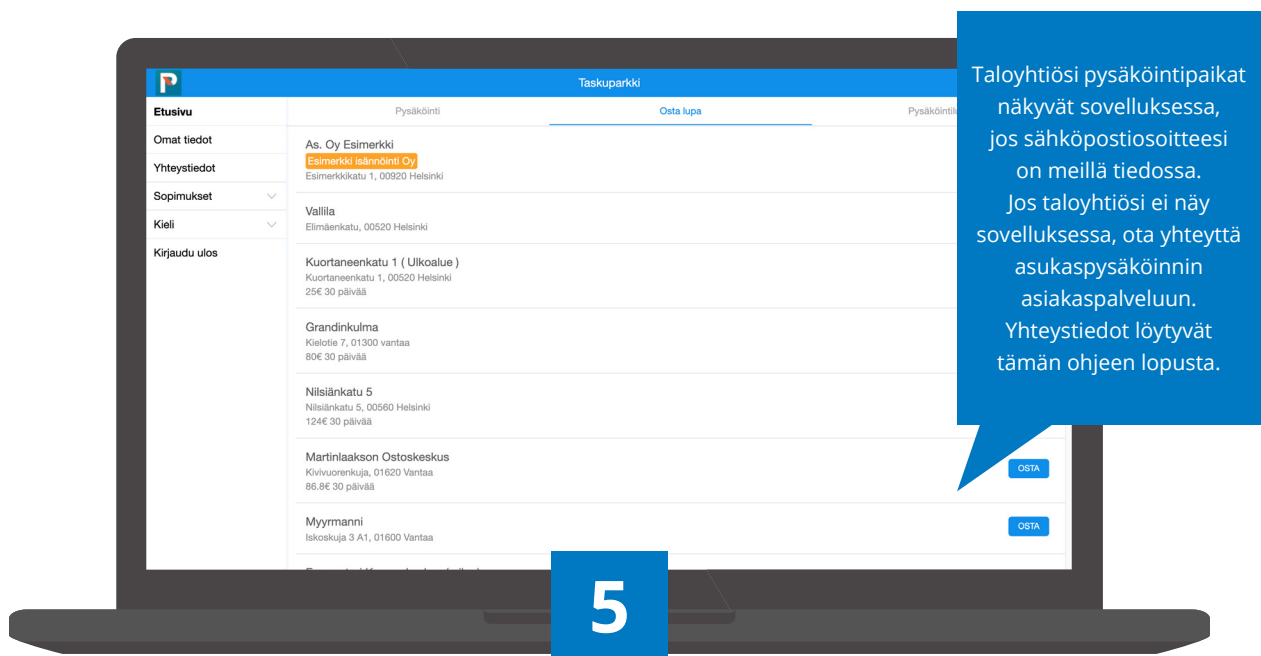 Taskuparkki
Etusivu
Omat tiedot
Yhteystiedot
Sopimukset
Kieli
Kirjaudu ulos
Pysäköinti
Osta lupa
As. Oy Esimerkki
Esimerkki isännöinti Oy
Esimerkkikatu 1, 00920 Helsinki
Vallila
Elimäenkatu, 00520 Helsinki
Kuortaneenkatu 1 ( Ulkoalue )
Kuortaneenkatu 1, 00520 Helsinki
25€ 30 päivää
Grandinkulma
Kielotie 7, 01300 vantaa
80€ 30 päivää
Nilsiänkatu 5
Nilsiänkatu 5, 00560 Helsinki
124€ 30 päivää
Martinlaakson Ostoskeskus
Kivivuorenkuja, 01620 Vantaa
86.8€ 30 päivää
OSTA
Myyrmanni
Iskoskuja 3 A1, 01600 Vantaa
OSTA
Taloyhtiösi pysäköintipaikat
näkyvät sovelluksessa,
jos sähköpostiosoitteesi
on meillä tiedossa.
Jos taloyhtiösi ei näy
sovelluksessa, ota yhteyttä
asukaspysäköinnin
asiakaspalveluun.
Yhteystiedot löytyvät
tämän ohjeen lopusta.
5